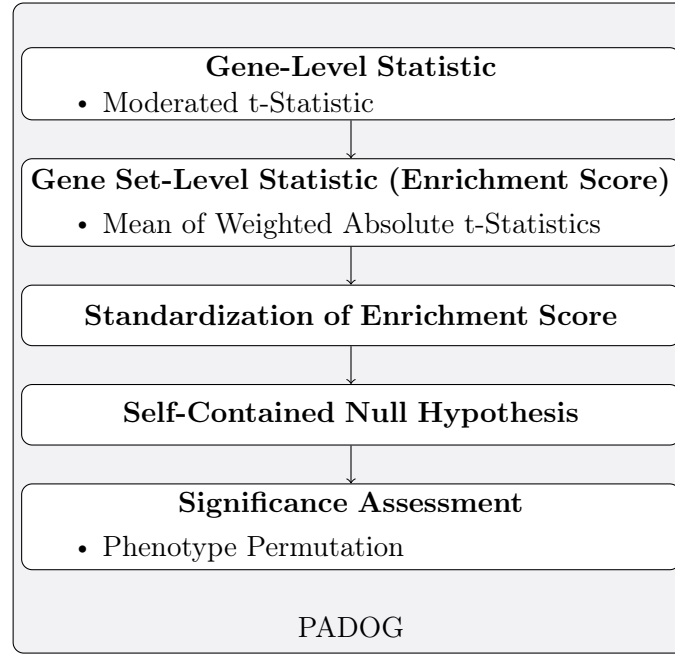 Gene-Level Statistic
• Moderated t-Statistic
Gene Set-Level Statistic (Enrichment Score)
• Mean of Weighted Absolute t-Statistics
Standardization of Enrichment Score
Self-Contained Null Hypothesis
Significance Assessment
• Phenotype Permutation
PADOG